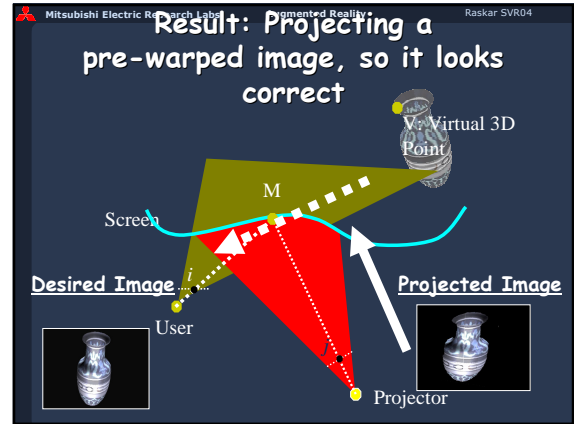 Mitsubishi Electric Research Labs
Augmented Reality
Raskar SVR04
Result: Projecting a
pre-warped image, so it looks
correct
V: Virtual 3D
Point
M
Screen
Desired Image
i
Projected Image
User
j
Projector